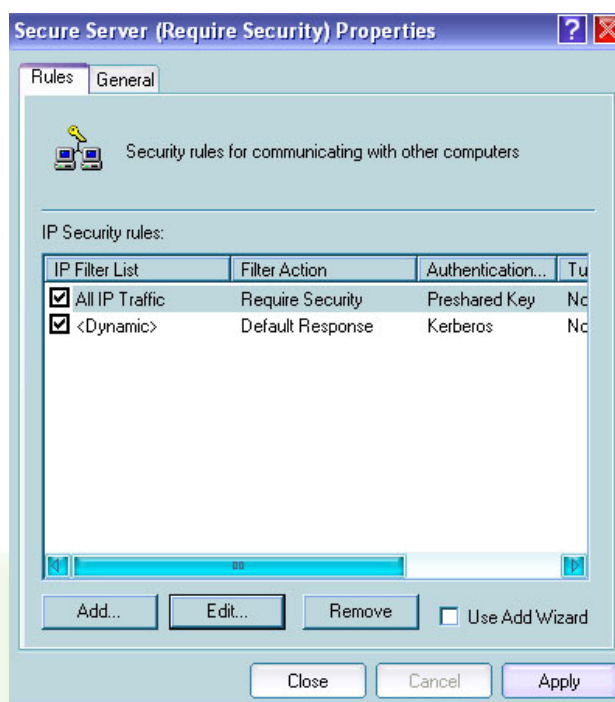 Secure Server (Require Security) Properties
Rules General
Security rules for communicating with other computers
IP Security rules:
IP Filter List Filter Action Authentication... Tu
All IP Traffic Require Security Preshared Key No
<Dynamic> Default Response Kerberos No
Add... Edit... Remove Use Add Wizard
Close Cancel Apply